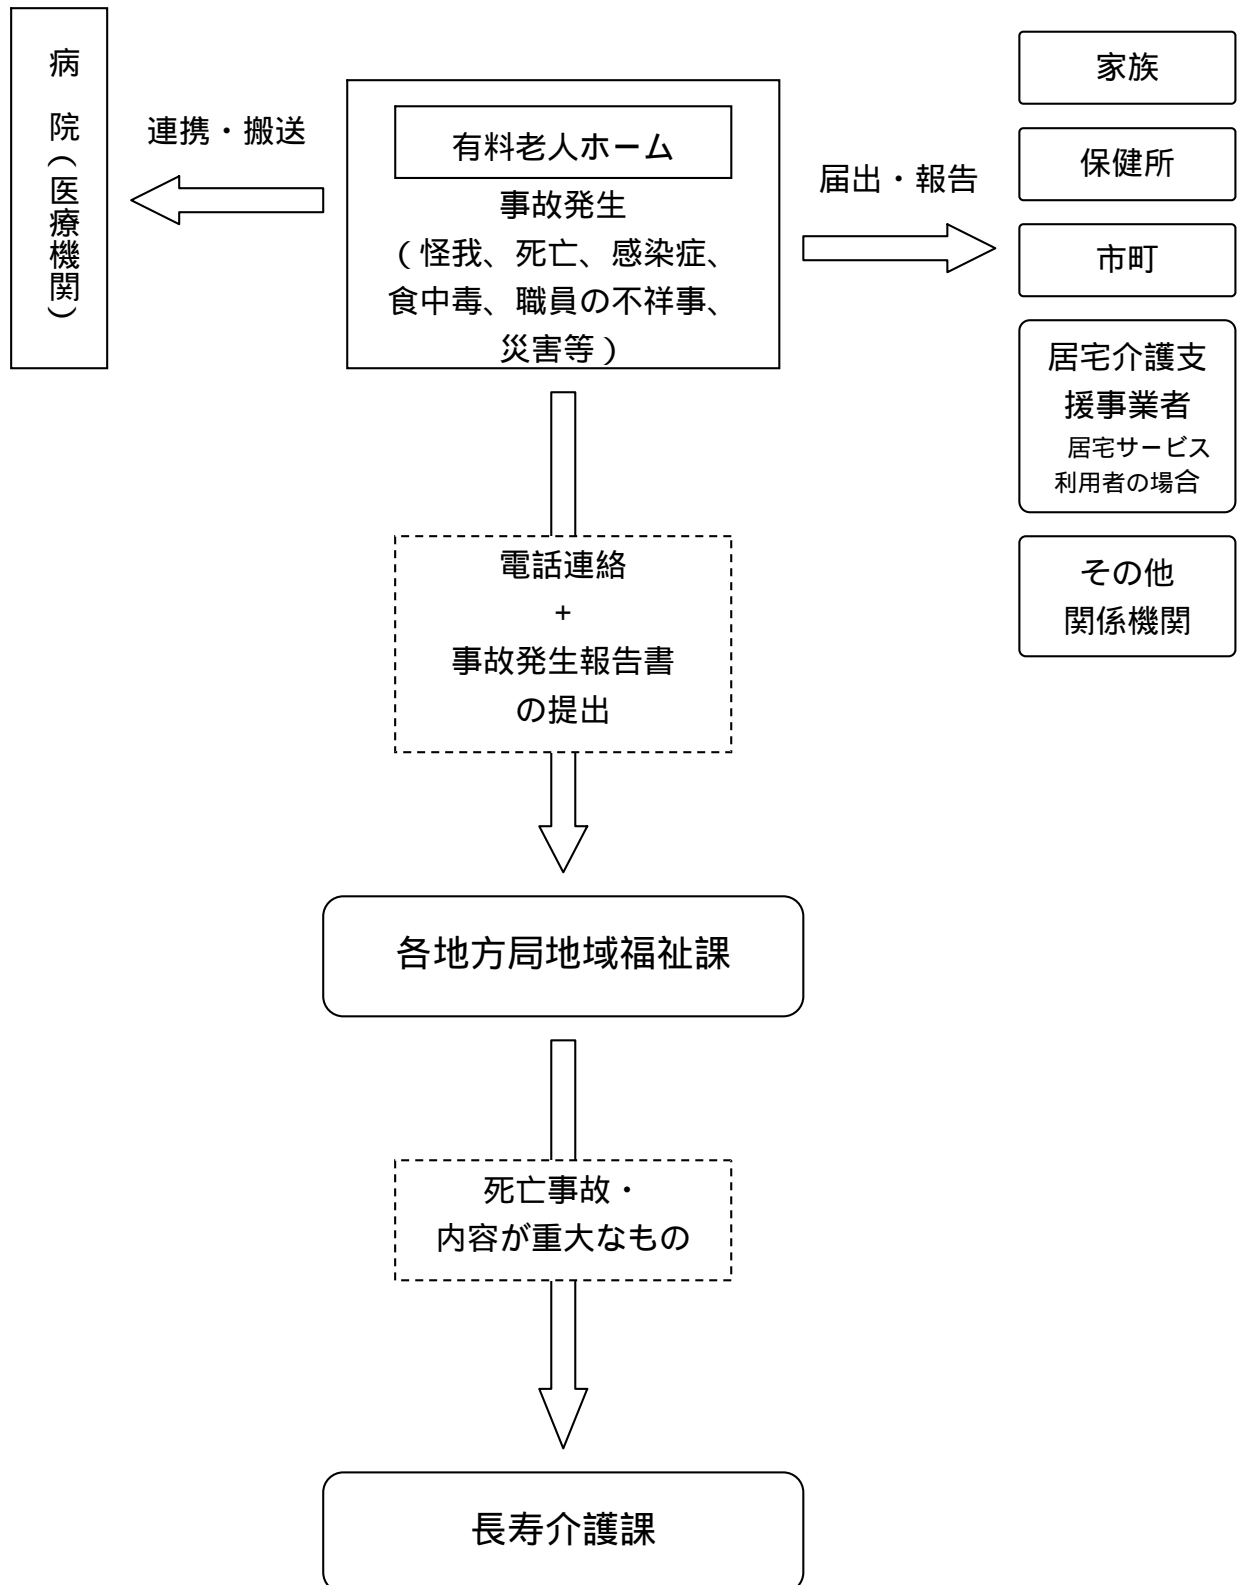 病　院（医療機関）
連携・搬送
有料老人ホーム
事故発生
（怪我、死亡、感染症、
食中毒、職員の不祥事、
災害等）
届出・報告
家族
保健所
市町
居宅介護支
援事業者
居宅サービス
利用者の場合
その他
関係機関
電話連絡
+
事故発生報告書
の提出
各地方局地域福祉課
死亡事故・
内容が重大なもの
長寿介護課